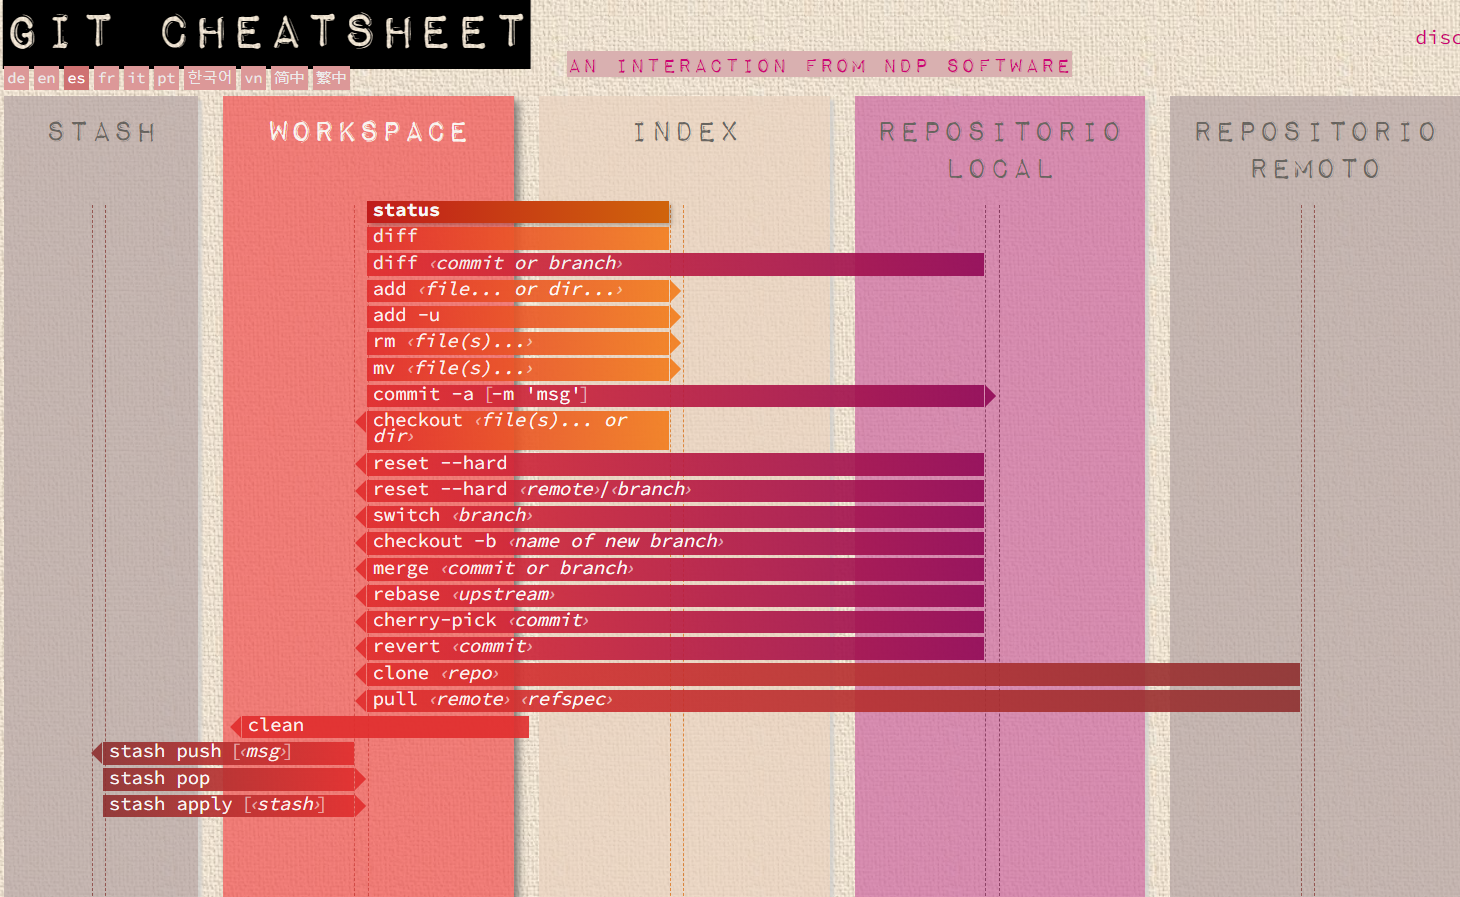 GIT CHEATSHEET
disc
AN INTERACTION FROM NDP SOFTWARE
de en es fr it pt 한국어 vn 简中 繁中
STASH
WORKSPACE
INDEX
REPOSITORIO
LOCAL
REPOSITORIO
REMOTO
status
diff
diff ‹commit or branch›
add ‹file... or dir...›
add -u
rm ‹file(s)...›
mv ‹file(s)...›
commit -a [-m 'msg']
checkout ‹file(s)... or
dir›
reset --hard
reset --hard ‹remote›/‹branch›
switch ‹branch›
checkout -b ‹name of new branch›
merge ‹commit or branch›
rebase ‹upstream›
cherry-pick ‹commit›
revert ‹commit›
clone ‹repo›
pull ‹remote› ‹refspec›
clean
stash push [‹msg›]
stash pop
stash apply [‹stash›]